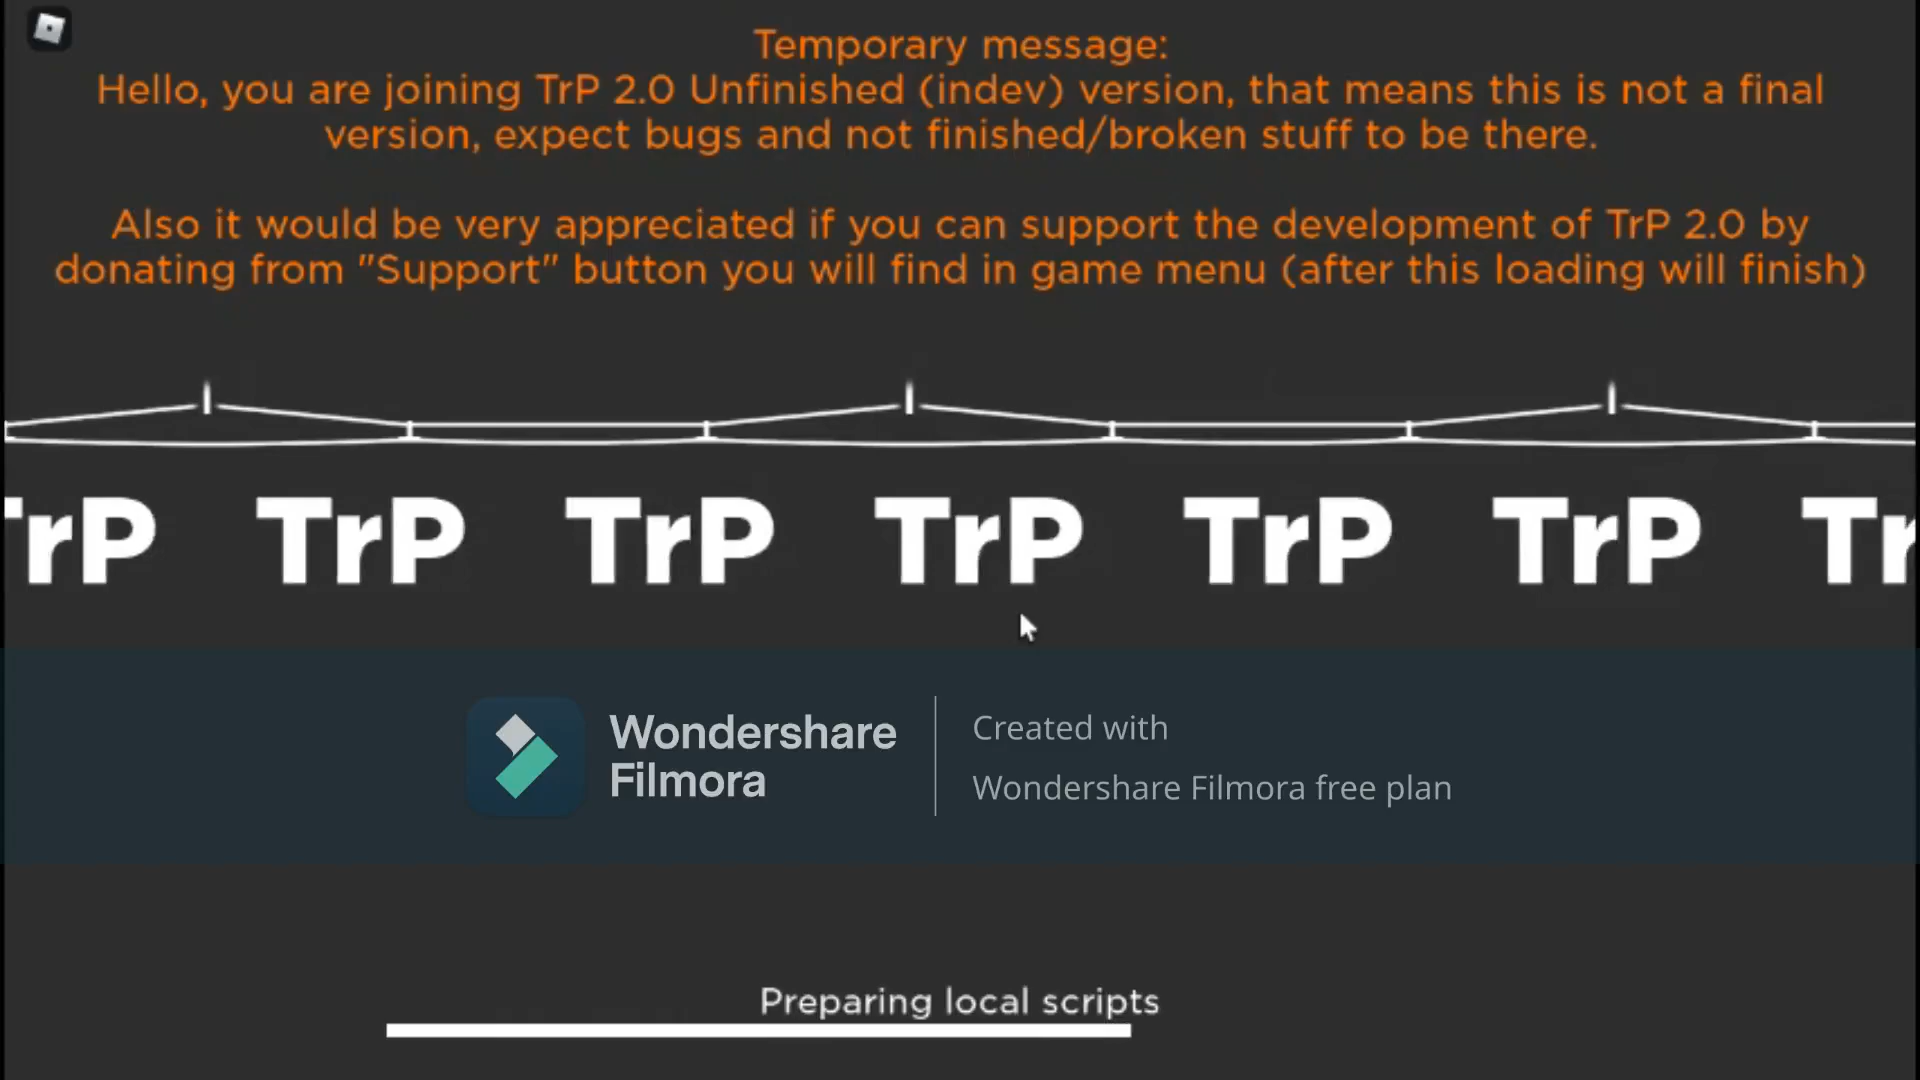 Temporary message:
Hello, you are joining TrP 2.0 Unfinished (indev) version, that means this is not a final
version, expect bugs and not finished/broken stuff to be there.
Also it would be very appreciated if you can support the development of TrP 2.0 by
donating from "Support" button you will find in game menu (after this loading will finish)
TrP TrP TrP TrP TrP TrP Tr
Wondershare
Filmora
Created with
Wondershare Filmora free plan
Preparing local scripts